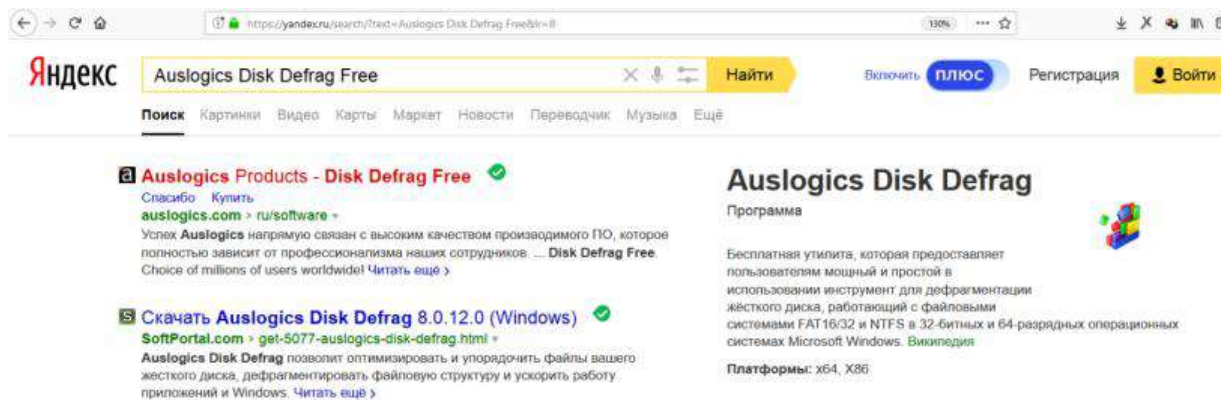 https://yandex.ru/search/?text=Auslogics Disk Defrag Free&lr=8
130%
Яндекс
Auslogics Disk Defrag Free
Найти
Включить ПЛЮС
Регистрация
Войти
Поиск Картинки Видео Карты Маркет Новости Переводчик Музыка Ещё
Auslogics Products - Disk Defrag Free
Спасибо Купить
auslogics.com › ru/software
Успех Auslogics напрямую связан с высоким качеством производимого ПО, которое
полностью зависит от профессионализма наших сотрудников. ... Disk Defrag Free.
Choice of millions of users worldwide! Читать ещё ›
Скачать Auslogics Disk Defrag 8.0.12.0 (Windows)
SoftPortal.com › get-5077-auslogics-disk-defrag.html
Auslogics Disk Defrag позволит оптимизировать и упорядочить файлы вашего
жесткого диска, дефрагментировать файловую структуру и ускорить работу
приложений и Windows. Читать ещё ›
Auslogics Disk Defrag
Программа
Бесплатная утилита, которая предоставляет
пользователям мощный и простой в
использовании инструмент для дефрагментации
жёсткого диска, работающий с файловыми
системами FAT16/32 и NTFS в 32-битных и 64-разрядных операционных
системах Microsoft Windows. Википедия
Платформы: x64, X86